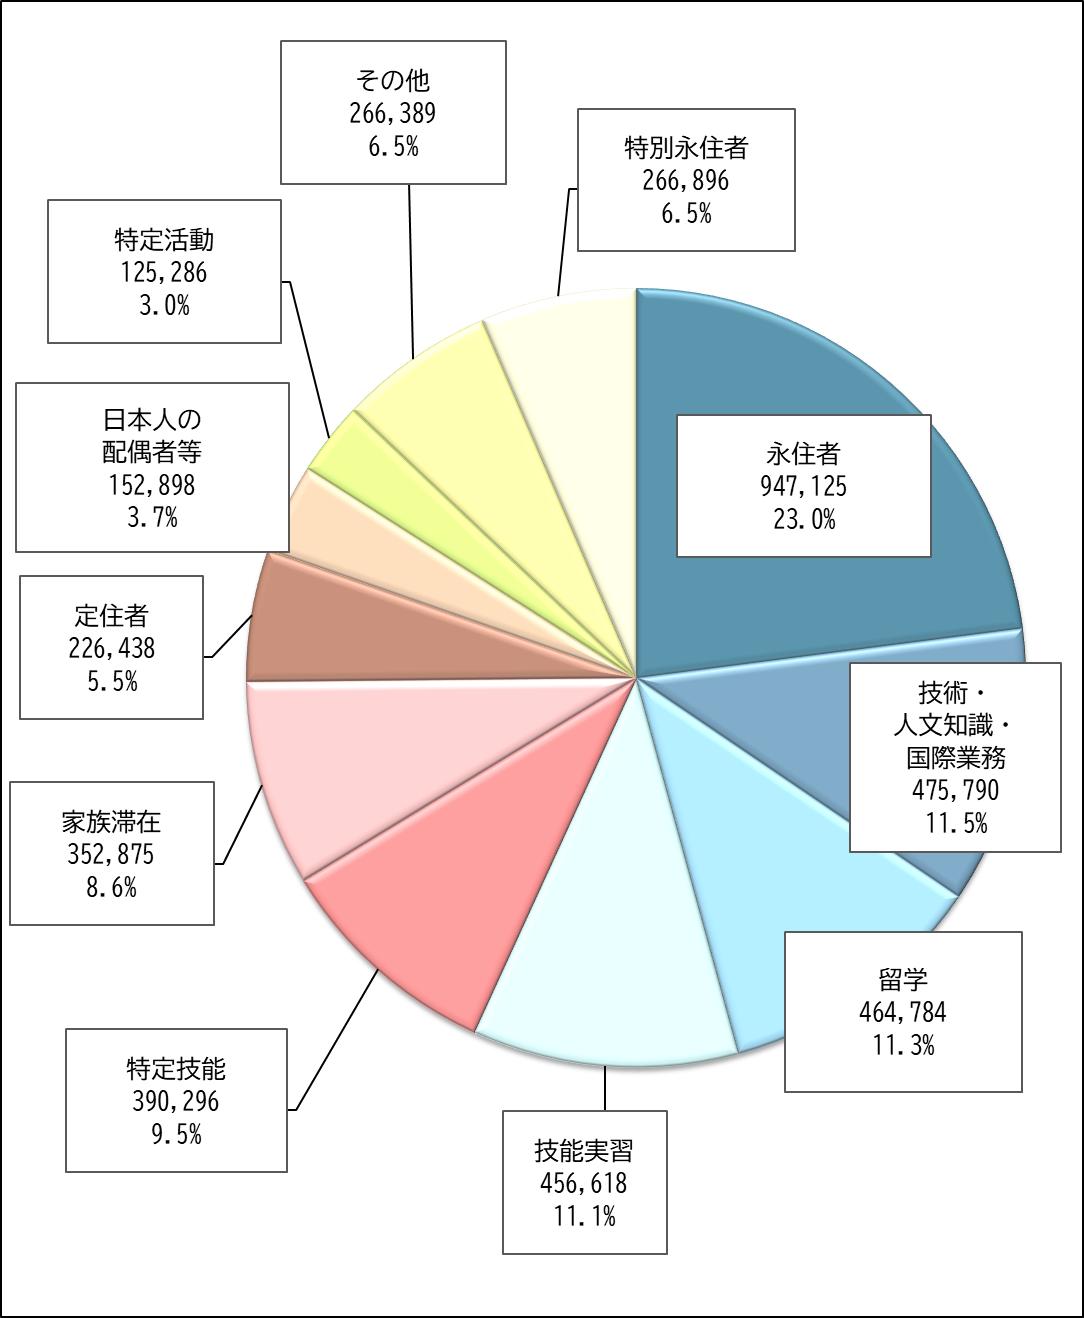 その他
266,389
6.5%
特別永住者
266,896
6.5%
特定活動
125,286
3.0%
日本人の
配偶者等
152,898
3.7%
永住者
947,125
23.0%
定住者
226,438
5.5%
技術・
人文知識・
国際業務
475,790
11.5%
家族滞在
352,875
8.6%
留学
464,784
11.3%
特定技能
390,296
9.5%
技能実習
456,618
11.1%